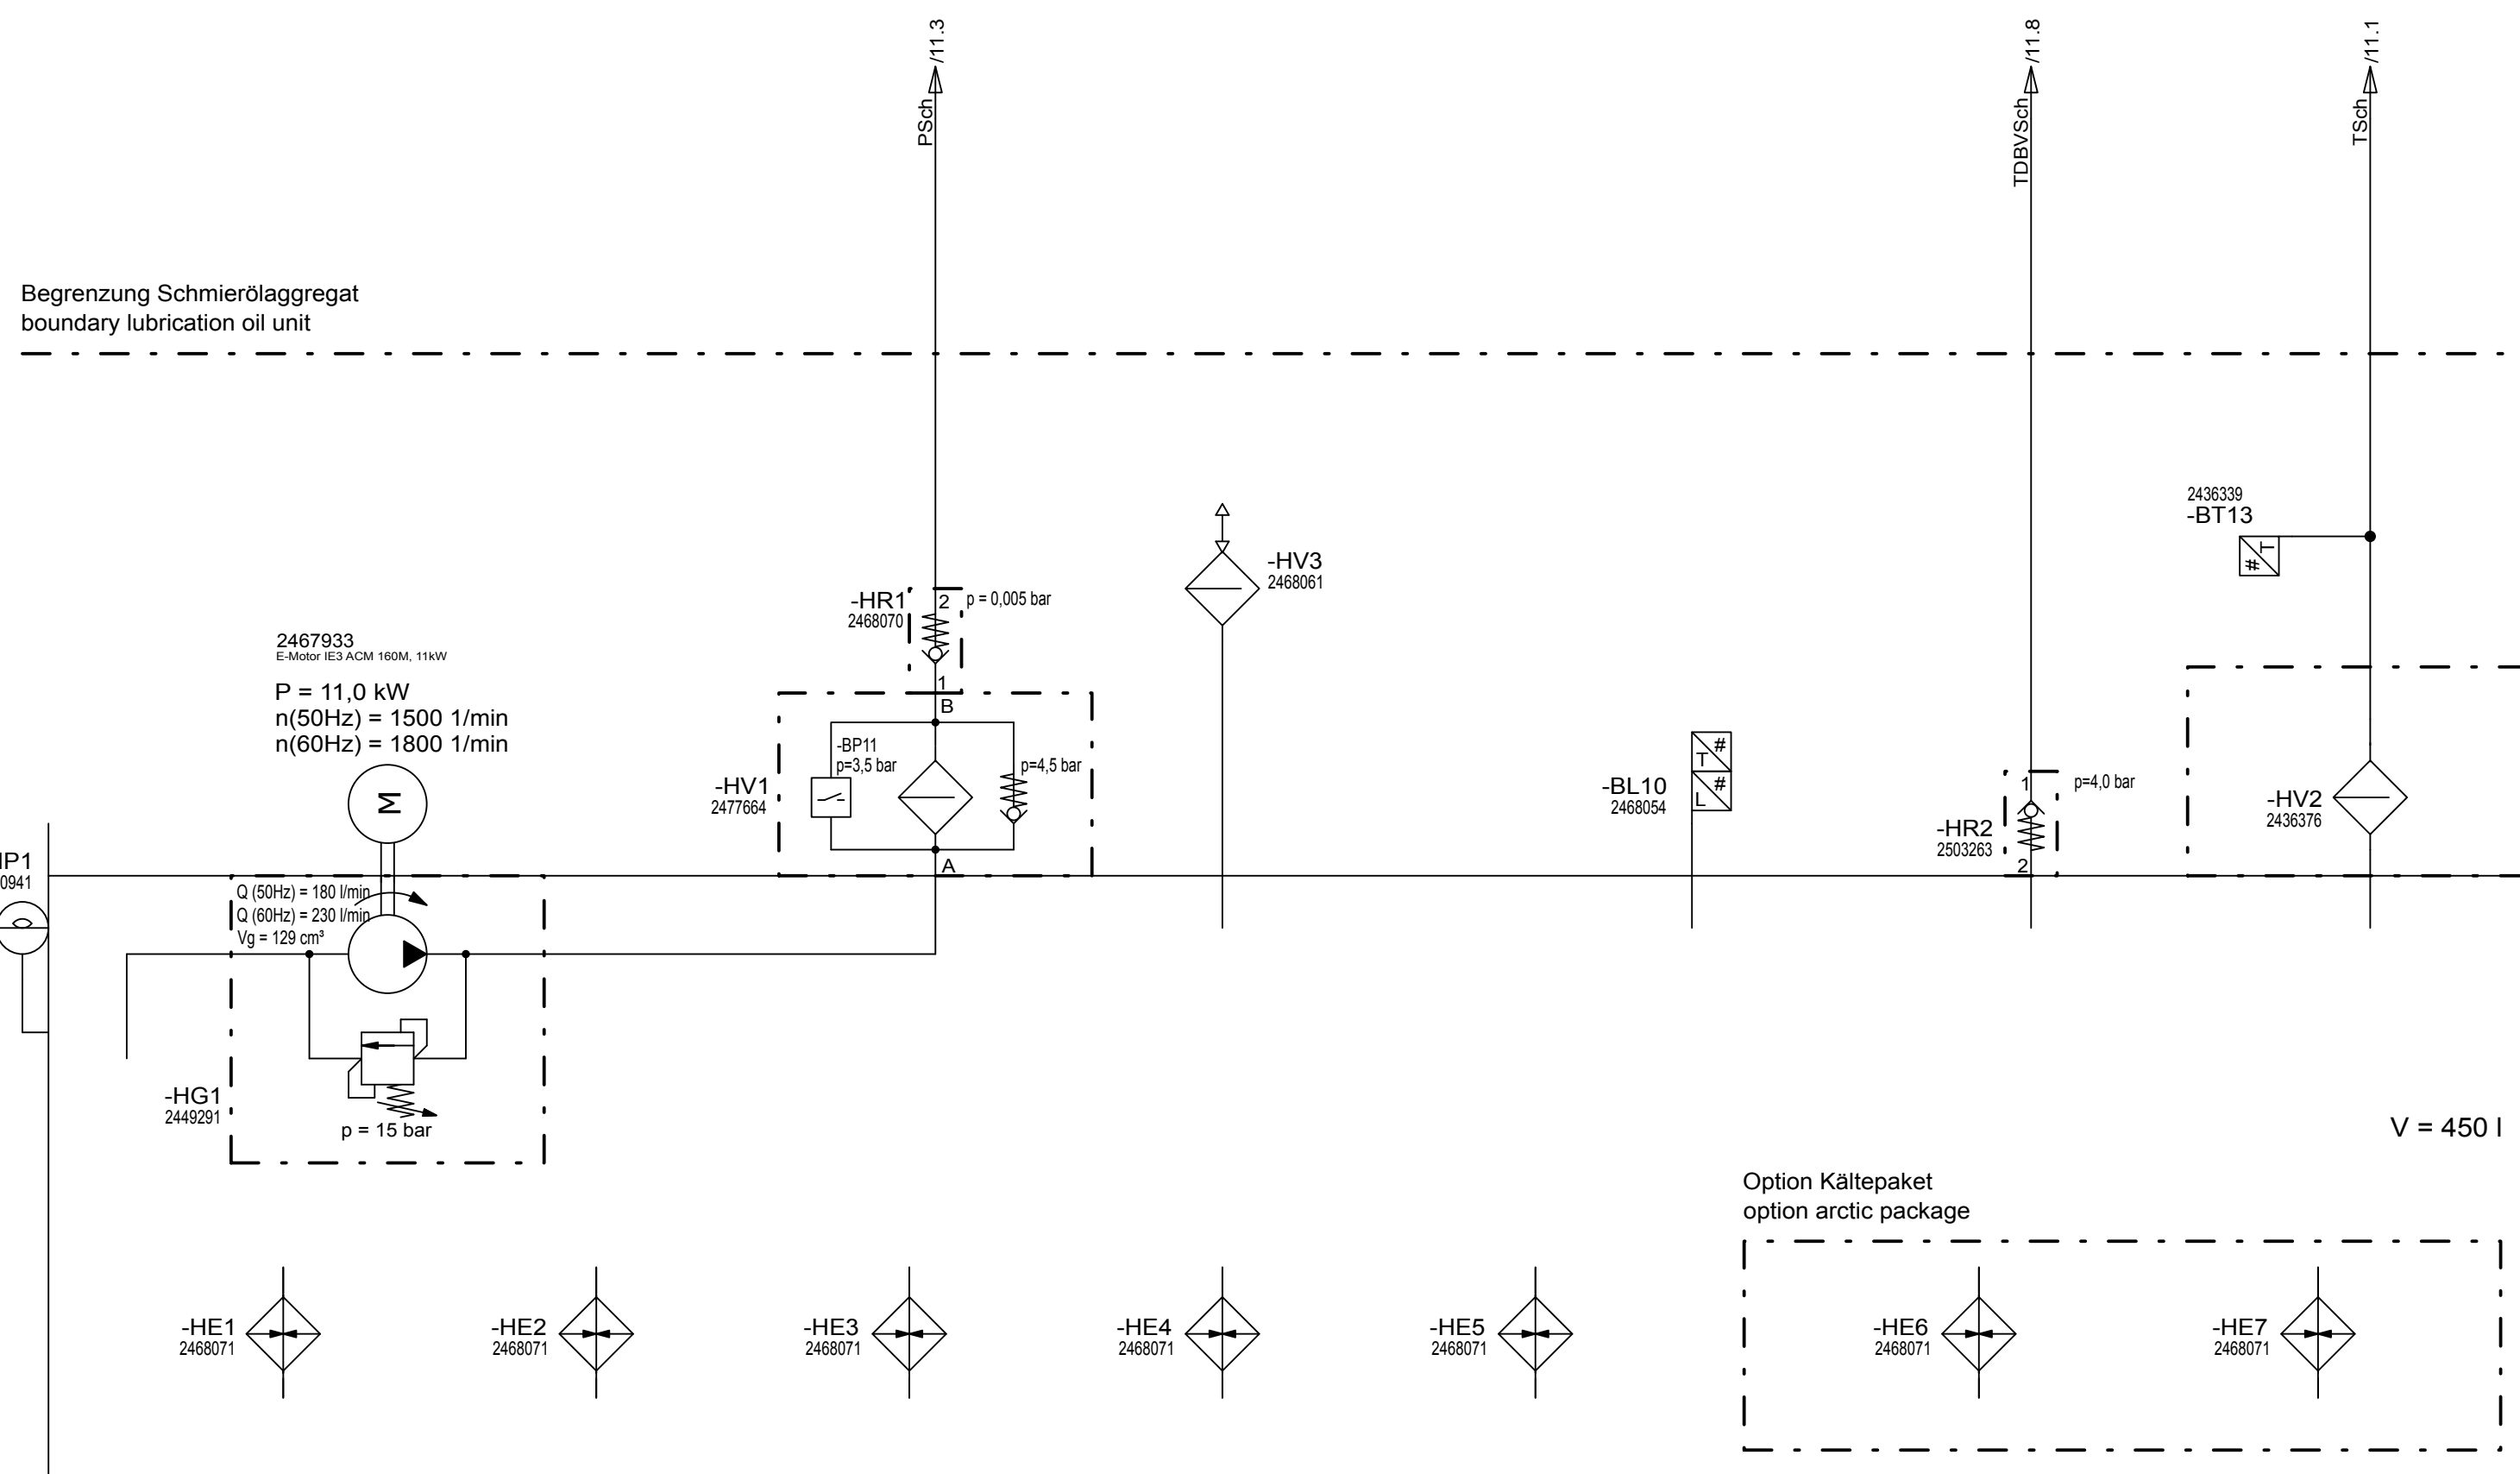 /11.3
/11.8
/11.1
PSch
TDBVSch
TSch
Begrenzung Schmierölaggregat
boundary lubrication oil unit
2436339
-BT13
T
#
-HV3
2468061
-HR1
2468070
2
p = 0,005 bar
1
2467933
E-Motor IE3 ACM 160M, 11kW
P = 11,0 kW
n(50Hz) = 1500 1/min
n(60Hz) = 1800 1/min
M
B
-BP11
p=3,5 bar
p=4,5 bar
-HV1
2477664
A
#
T
#
L
-BL10
2468054
1
p=4,0 bar
-HR2
2503263
2
-HV2
2436376
P1
0941
Q (50Hz) = 180 l/min
Q (60Hz) = 230 l/min
Vg = 129 cm³
-HG1
2449291
p = 15 bar
V = 450 l
Option Kältepaket
option arctic package
-HE1
2468071
-HE2
2468071
-HE3
2468071
-HE4
2468071
-HE5
2468071
-HE6
2468071
-HE7
2468071